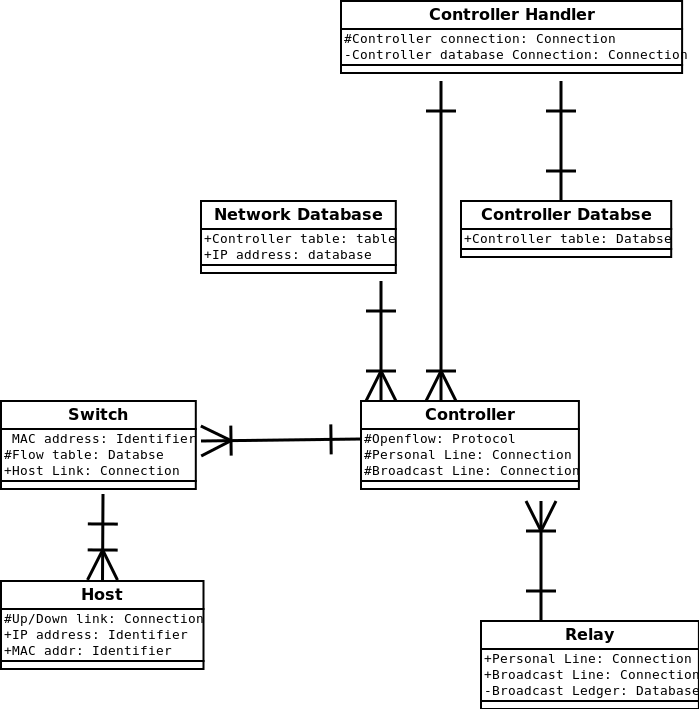 Controller Handler
#Controller connection: Connection
-Controller database Connection: Connection
Network Database
+Controller table: table
+IP address: database
Controller Databse
+Controller table: Databse
Switch
MAC address: Identifier
#Flow table: Databse
+Host Link: Connection
Controller
#Openflow: Protocol
#Personal Line: Connection
#Broadcast Line: Connection
Host
#Up/Down link: Connection
+IP address: Identifier
+MAC addr: Identifier
Relay
+Personal Line: Connection
+Broadcast Line: Connection
-Broadcast Ledger: Database